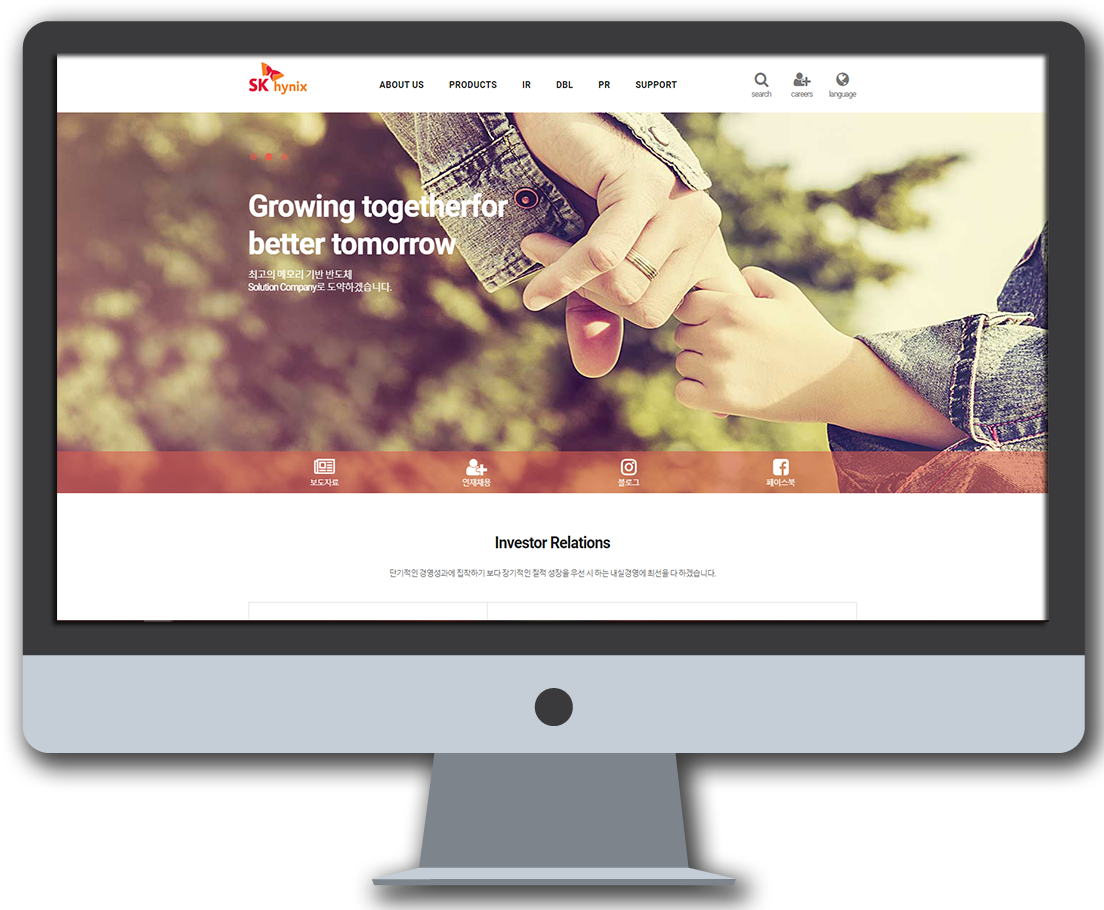 SK hynix
ABOUT US PRODUCTS IR DBL PR SUPPORT
search careers language
Growing togetherfor
better tomorrow
최고의 메모리 기반 반도체
Solution Company로 도약하겠습니다.
보도자료 인재채용 블로그 페이스북
Investor Relations
단기적인 경영성과에 집착하기 보다 장기적인 질적 성장을 우선 시 하는 내실경영에 최선을 다 하겠습니다.